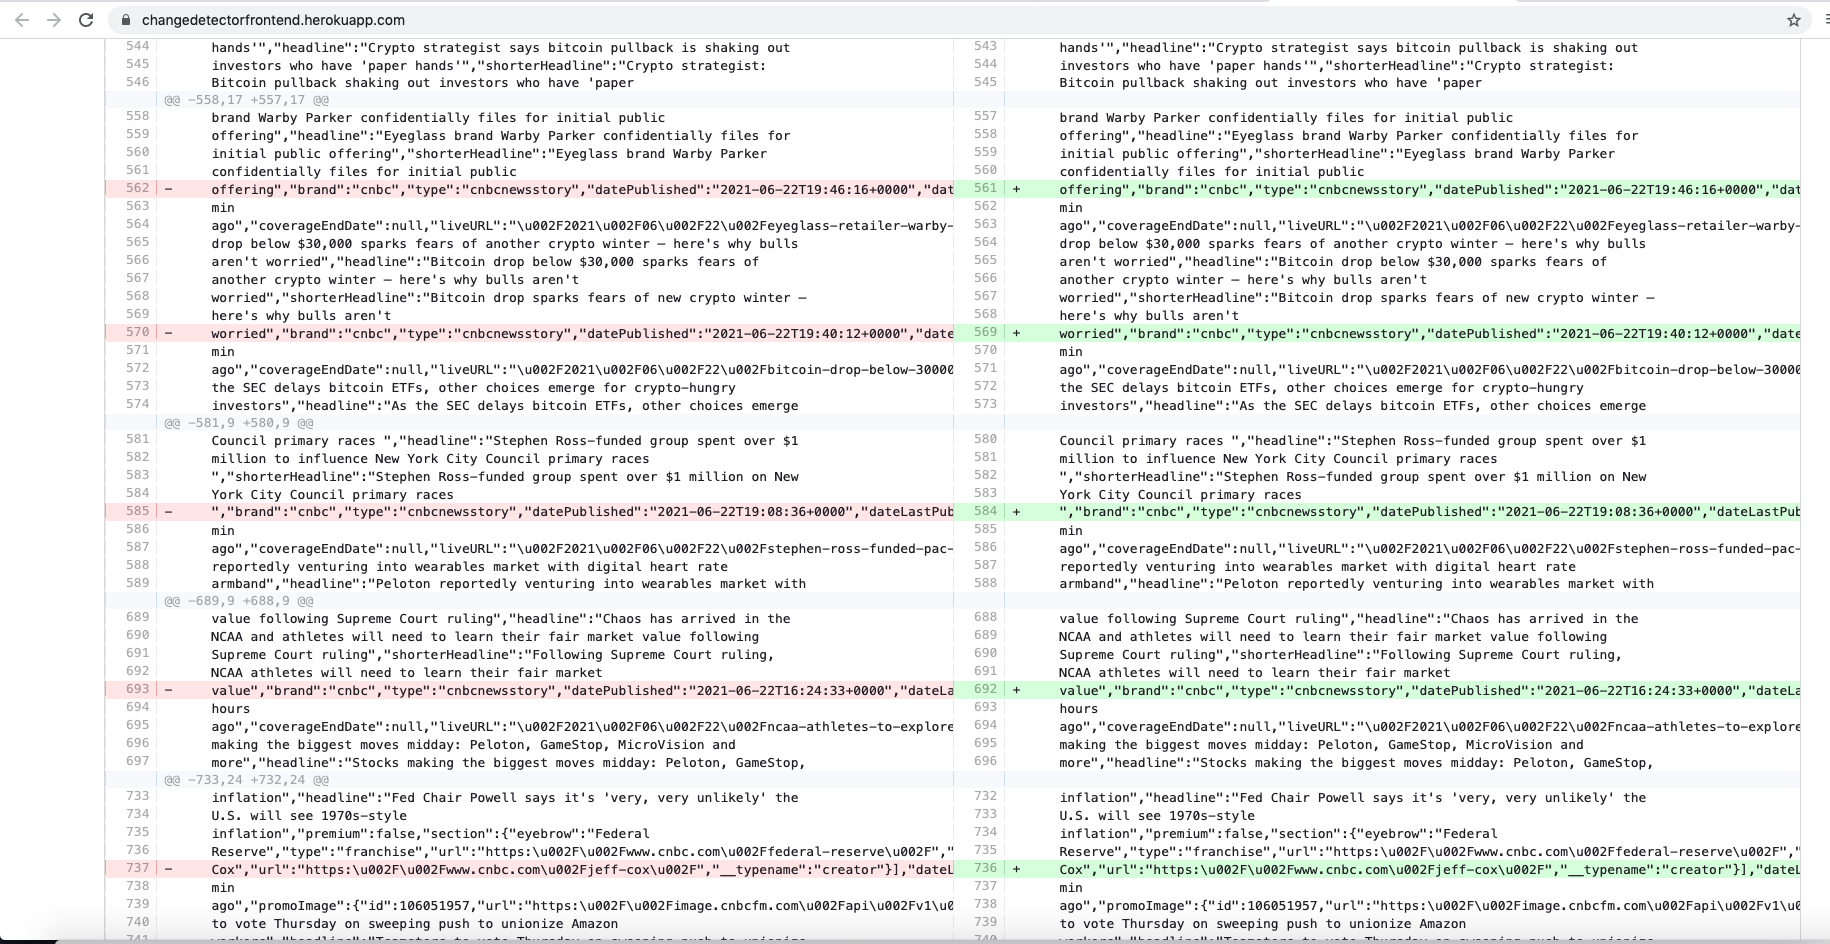 changedetectorfrontend.herokuapp.com
544 hands'","headline":"Crypto strategist says bitcoin pullback is shaking out 543 hands'","headline":"Crypto strategist says bitcoin pullback is shaking out
545 investors who have 'paper hands'","shorterHeadline":"Crypto strategist: 544 investors who have 'paper hands'","shorterHeadline":"Crypto strategist:
546 Bitcoin pullback shaking out investors who have 'paper 545 Bitcoin pullback shaking out investors who have 'paper
@@ -558,17 +557,17 @@
558 brand Warby Parker confidentially files for initial public 557 brand Warby Parker confidentially files for initial public
559 offering","headline":"Eyeglass brand Warby Parker confidentially files for 558 offering","headline":"Eyeglass brand Warby Parker confidentially files for
560 initial public offering","shorterHeadline":"Eyeglass brand Warby Parker 559 initial public offering","shorterHeadline":"Eyeglass brand Warby Parker
561 confidentially files for initial public 560 confidentially files for initial public
562 - offering","brand":"cnbc","type":"cnbcnewsstory","datePublished":"2021-06-22T19:46:16+0000","dat 561 + offering","brand":"cnbc","type":"cnbcnewsstory","datePublished":"2021-06-22T19:46:16+0000","dat
563 min 562 min
564 ago","coverageEndDate":null,"liveURL":"\u002F2021\u002F06\u002F22\u002Feyeglass-retailer-warby- 563 ago","coverageEndDate":null,"liveURL":"\u002F2021\u002F06\u002F22\u002Feyeglass-retailer-warby-
565 drop below $30,000 sparks fears of another crypto winter — here's why bulls 564 drop below $30,000 sparks fears of another crypto winter — here's why bulls
566 aren't worried","headline":"Bitcoin drop below $30,000 sparks fears of 565 aren't worried","headline":"Bitcoin drop below $30,000 sparks fears of
567 another crypto winter — here's why bulls aren't 566 another crypto winter — here's why bulls aren't
568 worried","shorterHeadline":"Bitcoin drop sparks fears of new crypto winter — 567 worried","shorterHeadline":"Bitcoin drop sparks fears of new crypto winter —
569 here's why bulls aren't 568 here's why bulls aren't
570 - worried","brand":"cnbc","type":"cnbcnewsstory","datePublished":"2021-06-22T19:40:12+0000","date 569 + worried","brand":"cnbc","type":"cnbcnewsstory","datePublished":"2021-06-22T19:40:12+0000","date
571 min 570 min
572 ago","coverageEndDate":null,"liveURL":"\u002F2021\u002F06\u002F22\u002Fbitcoin-drop-below-30000 571 ago","coverageEndDate":null,"liveURL":"\u002F2021\u002F06\u002F22\u002Fbitcoin-drop-below-30000
573 the SEC delays bitcoin ETFs, other choices emerge for crypto-hungry 572 the SEC delays bitcoin ETFs, other choices emerge for crypto-hungry
574 investors","headline":"As the SEC delays bitcoin ETFs, other choices emerge 573 investors","headline":"As the SEC delays bitcoin ETFs, other choices emerge
@@ -581,9 +580,9 @@
581 Council primary races ","headline":"Stephen Ross-funded group spent over $1 580 Council primary races ","headline":"Stephen Ross-funded group spent over $1
582 million to influence New York City Council primary races 581 million to influence New York City Council primary races
583 ","shorterHeadline":"Stephen Ross-funded group spent over $1 million on New 582 ","shorterHeadline":"Stephen Ross-funded group spent over $1 million on New
584 York City Council primary races 583 York City Council primary races
585 - ","brand":"cnbc","type":"cnbcnewsstory","datePublished":"2021-06-22T19:08:36+0000","dateLastPub 584 + ","brand":"cnbc","type":"cnbcnewsstory","datePublished":"2021-06-22T19:08:36+0000","dateLastPub
586 min 585 min
587 ago","coverageEndDate":null,"liveURL":"\u002F2021\u002F06\u002F22\u002Fstephen-ross-funded-pac- 586 ago","coverageEndDate":null,"liveURL":"\u002F2021\u002F06\u002F22\u002Fstephen-ross-funded-pac-
588 reportedly venturing into wearables market with digital heart rate 587 reportedly venturing into wearables market with digital heart rate
589 armband","headline":"Peloton reportedly venturing into wearables market with 588 armband","headline":"Peloton reportedly venturing into wearables market with
@@ -689,9 +688,9 @@
689 value following Supreme Court ruling","headline":"Chaos has arrived in the 688 value following Supreme Court ruling","headline":"Chaos has arrived in the
690 NCAA and athletes will need to learn their fair market value following 689 NCAA and athletes will need to learn their fair market value following
691 Supreme Court ruling","shorterHeadline":"Following Supreme Court ruling, 690 Supreme Court ruling","shorterHeadline":"Following Supreme Court ruling,
692 NCAA athletes will need to learn their fair market 691 NCAA athletes will need to learn their fair market
693 - value","brand":"cnbc","type":"cnbcnewsstory","datePublished":"2021-06-22T16:24:33+0000","dateLa 692 + value","brand":"cnbc","type":"cnbcnewsstory","datePublished":"2021-06-22T16:24:33+0000","dateLa
694 hours 693 hours
695 ago","coverageEndDate":null,"liveURL":"\u002F2021\u002F06\u002F22\u002Fncaa-athletes-to-explore 694 ago","coverageEndDate":null,"liveURL":"\u002F2021\u002F06\u002F22\u002Fncaa-athletes-to-explore
696 making the biggest moves midday: Peloton, GameStop, MicroVision and 695 making the biggest moves midday: Peloton, GameStop, MicroVision and
697 more","headline":"Stocks making the biggest moves midday: Peloton, GameStop, 696 more","headline":"Stocks making the biggest moves midday: Peloton, GameStop,
@@ -733,24 +732,24 @@
733 inflation","headline":"Fed Chair Powell says it's 'very, very unlikely' the 732 inflation","headline":"Fed Chair Powell says it's 'very, very unlikely' the
734 U.S. will see 1970s-style 733 U.S. will see 1970s-style
735 inflation","premium":false,"section":{"eyebrow":"Federal 734 inflation","premium":false,"section":{"eyebrow":"Federal
736 Reserve","type":"franchise","url":"https:\u002F\u002Fwww.cnbc.com\u002Ffederal-reserve\u002F"," 735 Reserve","type":"franchise","url":"https:\u002F\u002Fwww.cnbc.com\u002Ffederal-reserve\u002F","
737 - Cox","url":"https:\u002F\u002Fwww.cnbc.com\u002Fjeff-cox\u002F","__typename":"creator"}],"dateL 736 + Cox","url":"https:\u002F\u002Fwww.cnbc.com\u002Fjeff-cox\u002F","__typename":"creator"}],"dateL
738 min 737 min
739 ago","promoImage":{"id":106051957,"url":"https:\u002F\u002Fimage.cnbcfm.com\u002Fapi\u002Fv1\u0 738 ago","promoImage":{"id":106051957,"url":"https:\u002F\u002Fimage.cnbcfm.com\u002Fapi\u002Fv1\u0
740 to vote Thursday on sweeping push to unionize Amazon 739 to vote Thursday on sweeping push to unionize Amazon